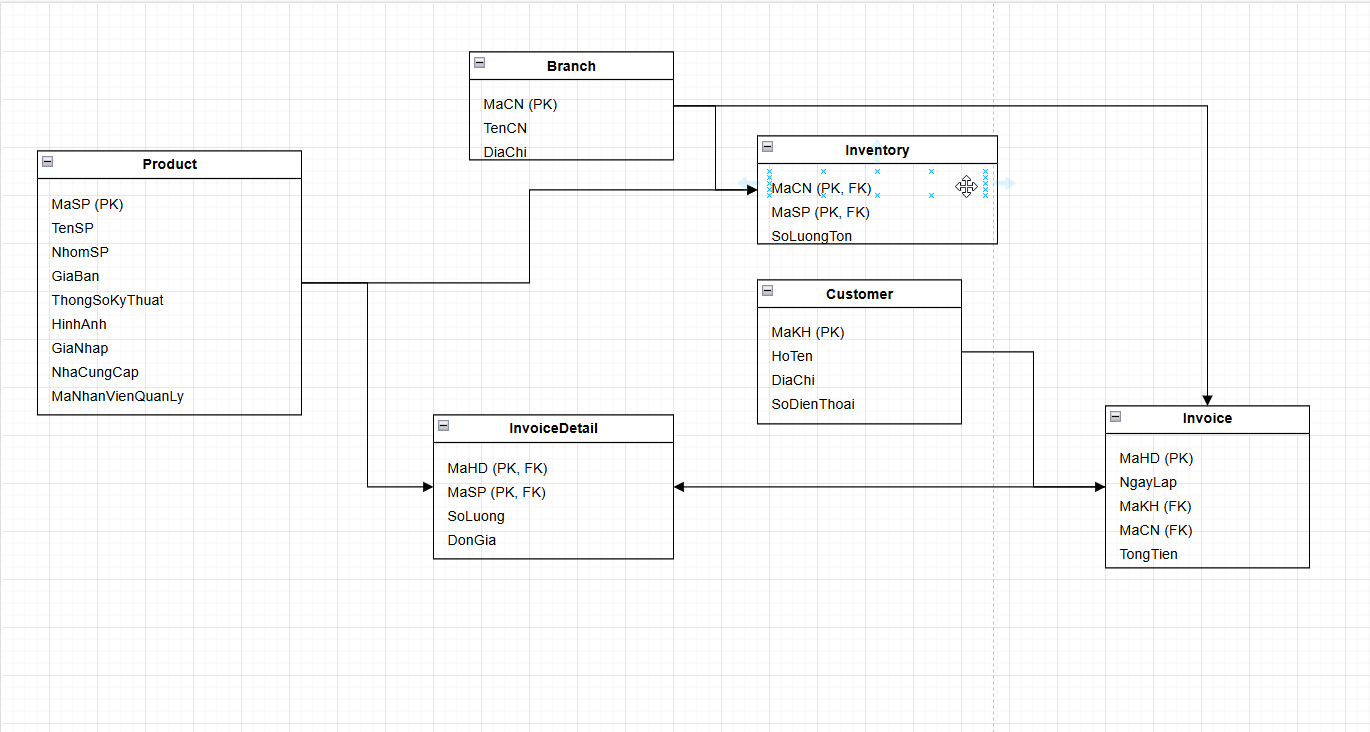 Branch
MaCN (PK)
TenCN
DiaChi
Product
MaSP (PK)
TenSP
NhomSP
GiaBan
ThongSoKyThuat
HinhAnh
GiaNhap
NhaCungCap
MaNhanVienQuanLy
Inventory
MaCN (PK, FK)
MaSP (PK, FK)
SoLuongTon
Customer
MaKH (PK)
HoTen
DiaChi
SoDienThoai
InvoiceDetail
MaHD (PK, FK)
MaSP (PK, FK)
SoLuong
DonGia
Invoice
MaHD (PK)
NgayLap
MaKH (FK)
MaCN (FK)
TongTien